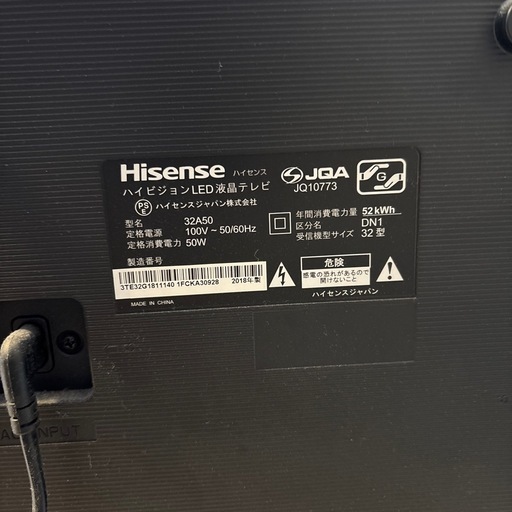 Hisense ハイセンス
JQA
JQ10773
G
ハイビジョンLED液晶テレビ
PS
E
ハイセンスジャパン株式会社
型名 32A50
定格電源 100V～50/60Hz
定格消費電力 50W
年間消費電力量 52kWh
区分名 DN1
受信機型サイズ 32型
製造番号
3TE32G1811140 1FCKA30928 2018年製
MADE IN CHINA
危険
感電の恐れがあるので
開けないこと
ハイセンスジャパン
INPUT